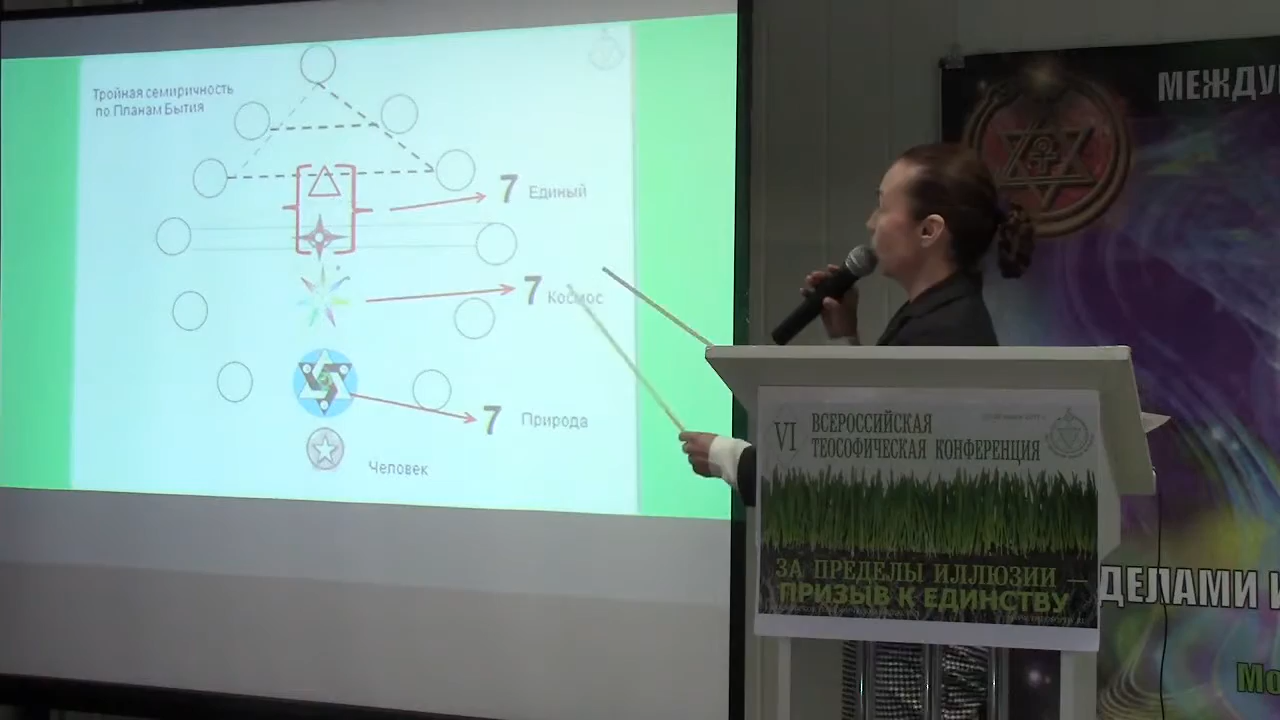 Тройная семиричность
по Планам Бытия
7 Единый
7 Космос
7 Природа
Человек
МЕЖДУ
VI ВСЕРОССИЙСКАЯ
ТЕОСОФИЧЕСКАЯ КОНФЕРЕНЦИЯ
ЗА ПРЕДЕЛЫ ИЛЛЮЗИИ —
ПРИЗЫВ К ЕДИНСТВУ
ДЕЛАМИ И
Мо